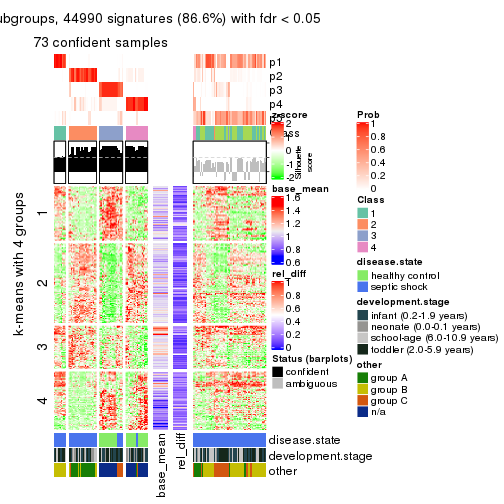 ubgroups, 44990 signatures (86.6%) with fdr < 0.05
73 confident samples
p1
p2
p3
p4
z-score
2
1
0
-1
-2
Silhouette
score
Prob
1
0.8
0.6
0.4
0.2
0
Class
1
2
3
4
base_mean
1.6
1.4
1.2
1
0.8
0.6
rel_diff
1
0.8
0.6
0.4
0.2
0
Status (barplots)
confident
ambiguous
disease.state
healthy control
septic shock
development.stage
infant (0.2-1.9 years)
neonate (0.0-0.1 years)
school-age (6.0-10.9 years)
toddler (2.0-5.9 years)
other
group A
group B
group C
n/a
k-means with 4 groups
1
2
3
4
disease.state
development.stage
other
base_mean
rel_diff